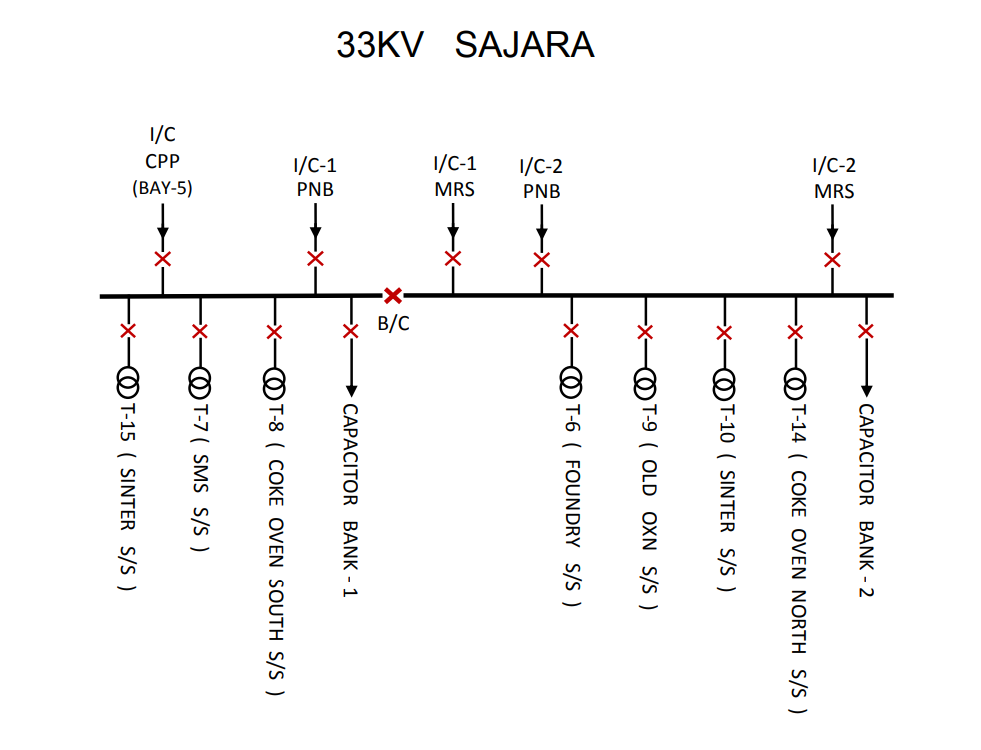 33KV SAJARA
I/C
CPP
(BAY-5)
I/C-1
PNB
I/C-1
MRS
I/C-2
PNB
I/C-2
MRS
B/C
T-15 ( SINTER S/S )
T-7 ( SMS S/S )
T-8 ( COKE OVEN SOUTH S/S )
CAPACITOR BANK - 1
T-6 ( FOUNDRY S/S )
T-9 ( OLD OXN S/S )
T-10 ( SINTER S/S )
T-14 ( COKE OVEN NORTH S/S )
CAPACITOR BANK - 2